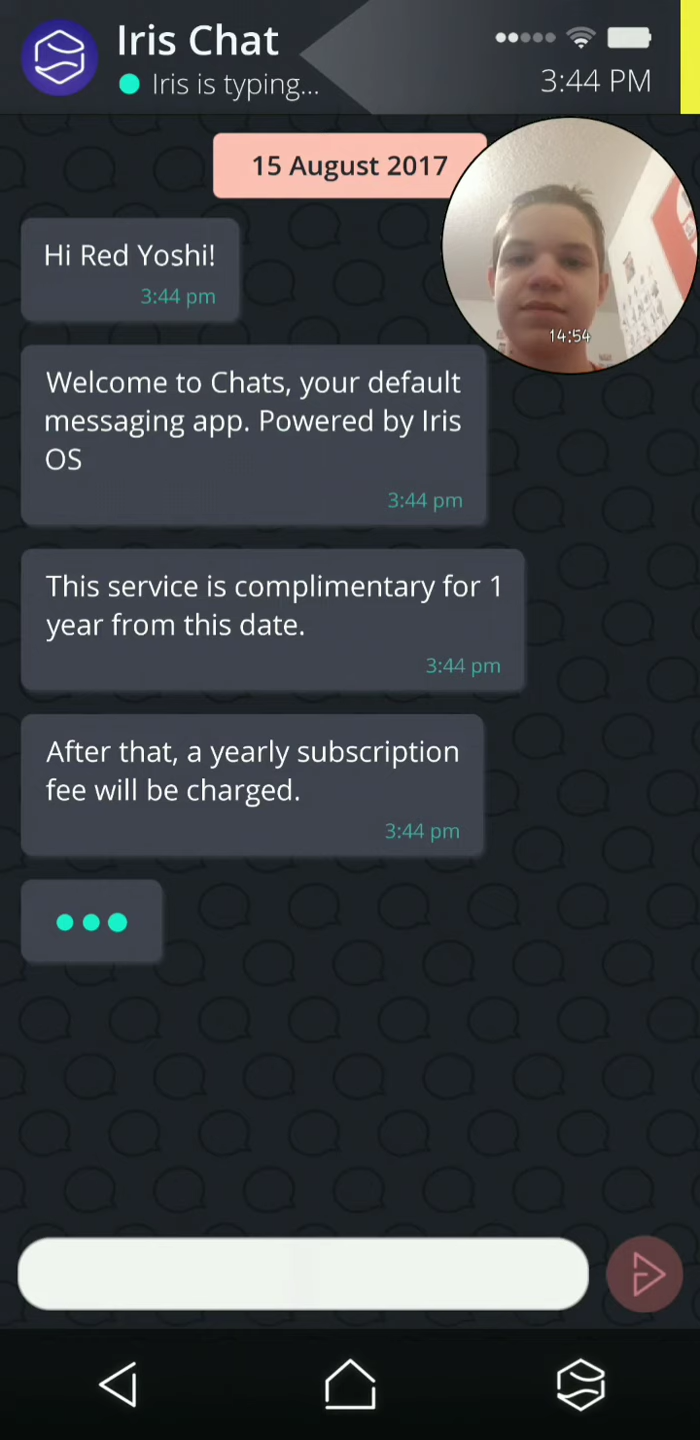 Iris Chat
Iris is typing...
3:44 PM
15 August 2017
Hi Red Yoshi!
3:44 pm
14:54
Welcome to Chats, your default
messaging app. Powered by Iris
OS
3:44 pm
This service is complimentary for 1
year from this date.
3:44 pm
After that, a yearly subscription
fee will be charged.
3:44 pm